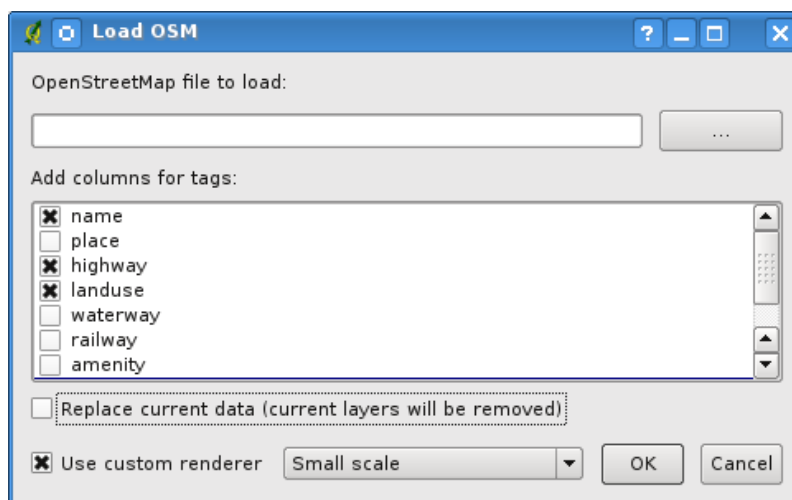 Load OSM
OpenStreetMap file to load:
...
Add columns for tags:
name
place
highway
landuse
waterway
railway
amenity
Replace current data (current layers will be removed)
Use custom renderer Small scale OK Cancel